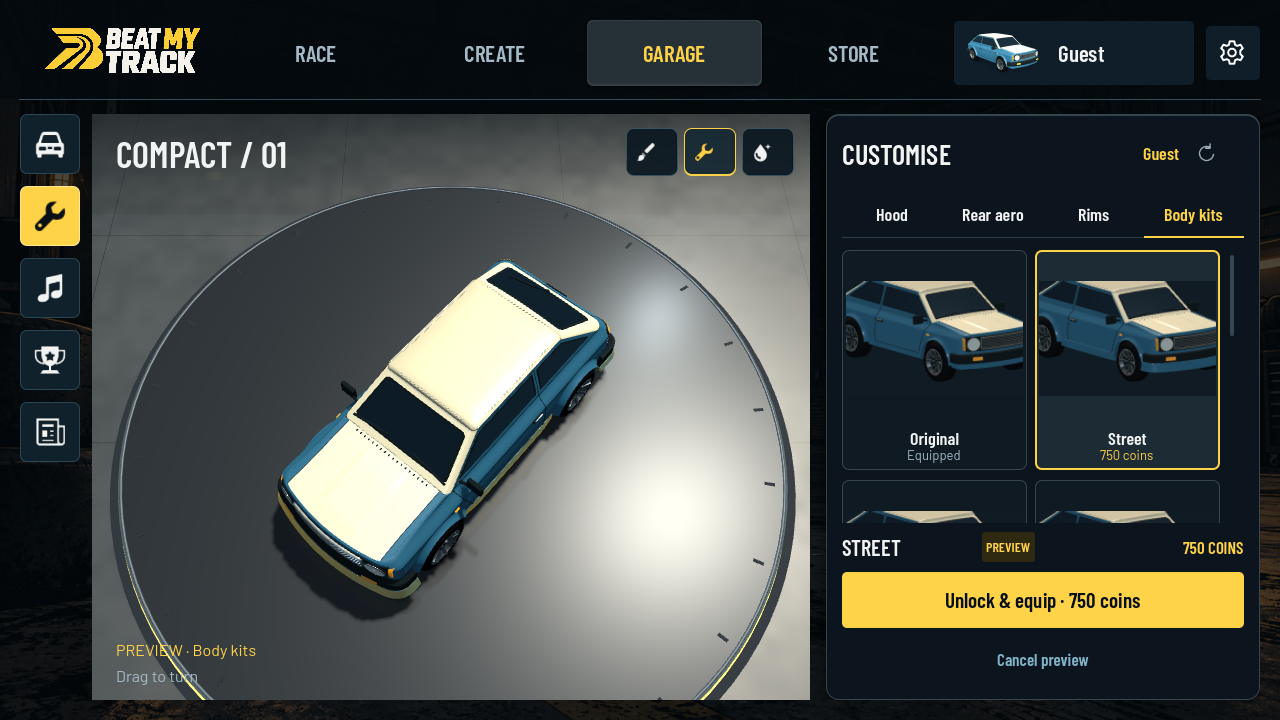 BEAT MY
TRACK
RACE
CREATE
GARAGE
STORE
Guest
COMPACT / 01
CUSTOMISE
Guest
Hood
Rear aero
Rims
Body kits
Original
Equipped
Street
750 coins
STREET
PREVIEW
750 COINS
Unlock & equip · 750 coins
Cancel preview
PREVIEW · Body kits
Drag to turn